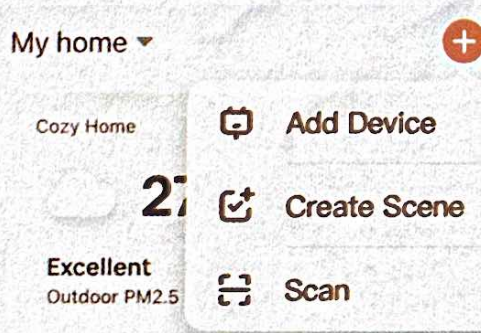 My home
Cozy Home
Add Device
27
Create Scene
Excellent
Outdoor PM2.5
Scan